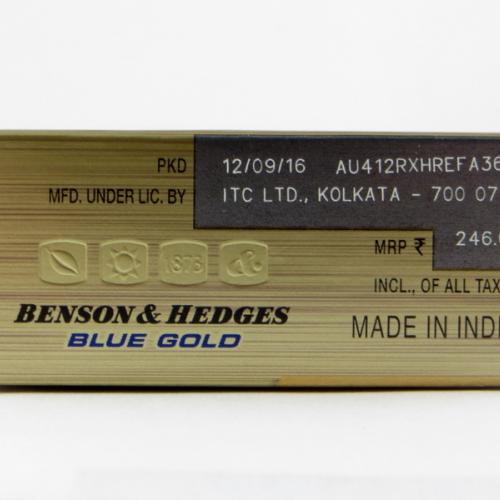 PKD 12/09/16 AU412RXHREFA36
MFD. UNDER LIC. BY ITC LTD., KOLKATA - 700 07
MRP ₹ 246.
INCL., OF ALL TAX
1873
BENSON & HEDGES
BLUE GOLD
MADE IN INDI